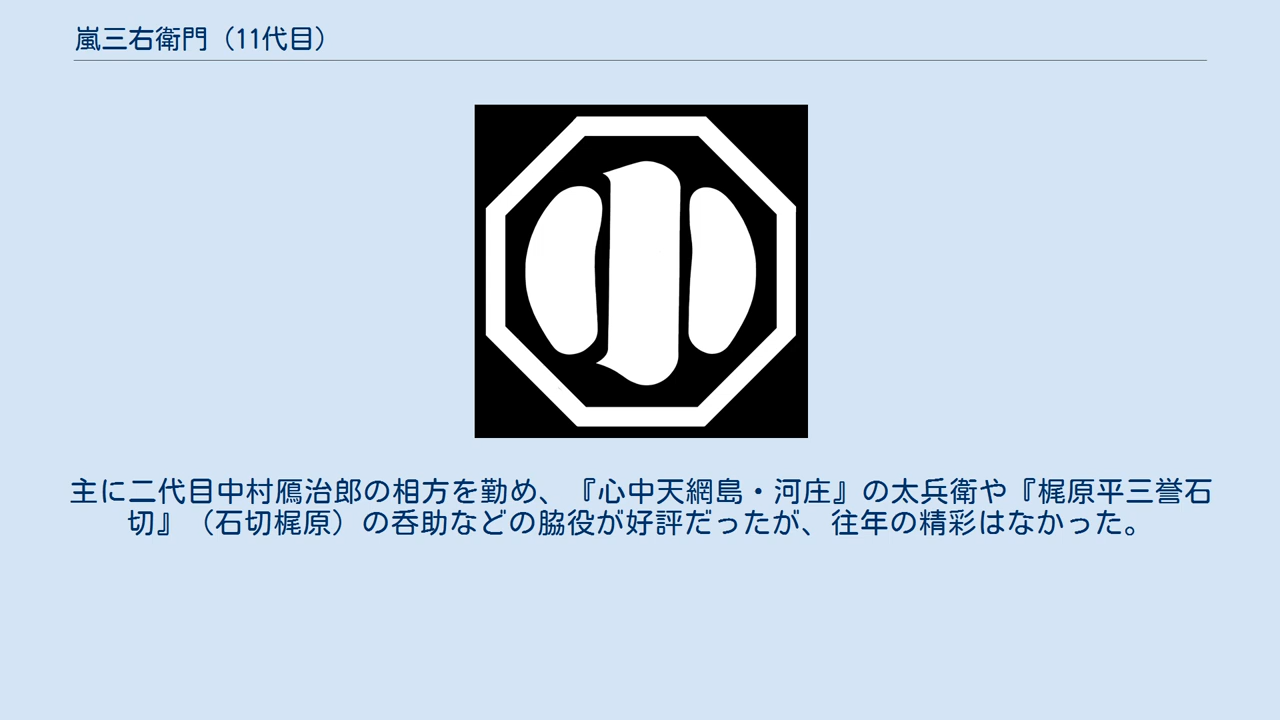 嵐三右衛門（11代目）
小
主に二代目中村鴈治郎の相方を勤め、『心中天網島・河庄』の太兵衛や『梶原平三誉石
切』（石切梶原）の呑助などの脇役が好評だったが、往年の精彩はなかった。